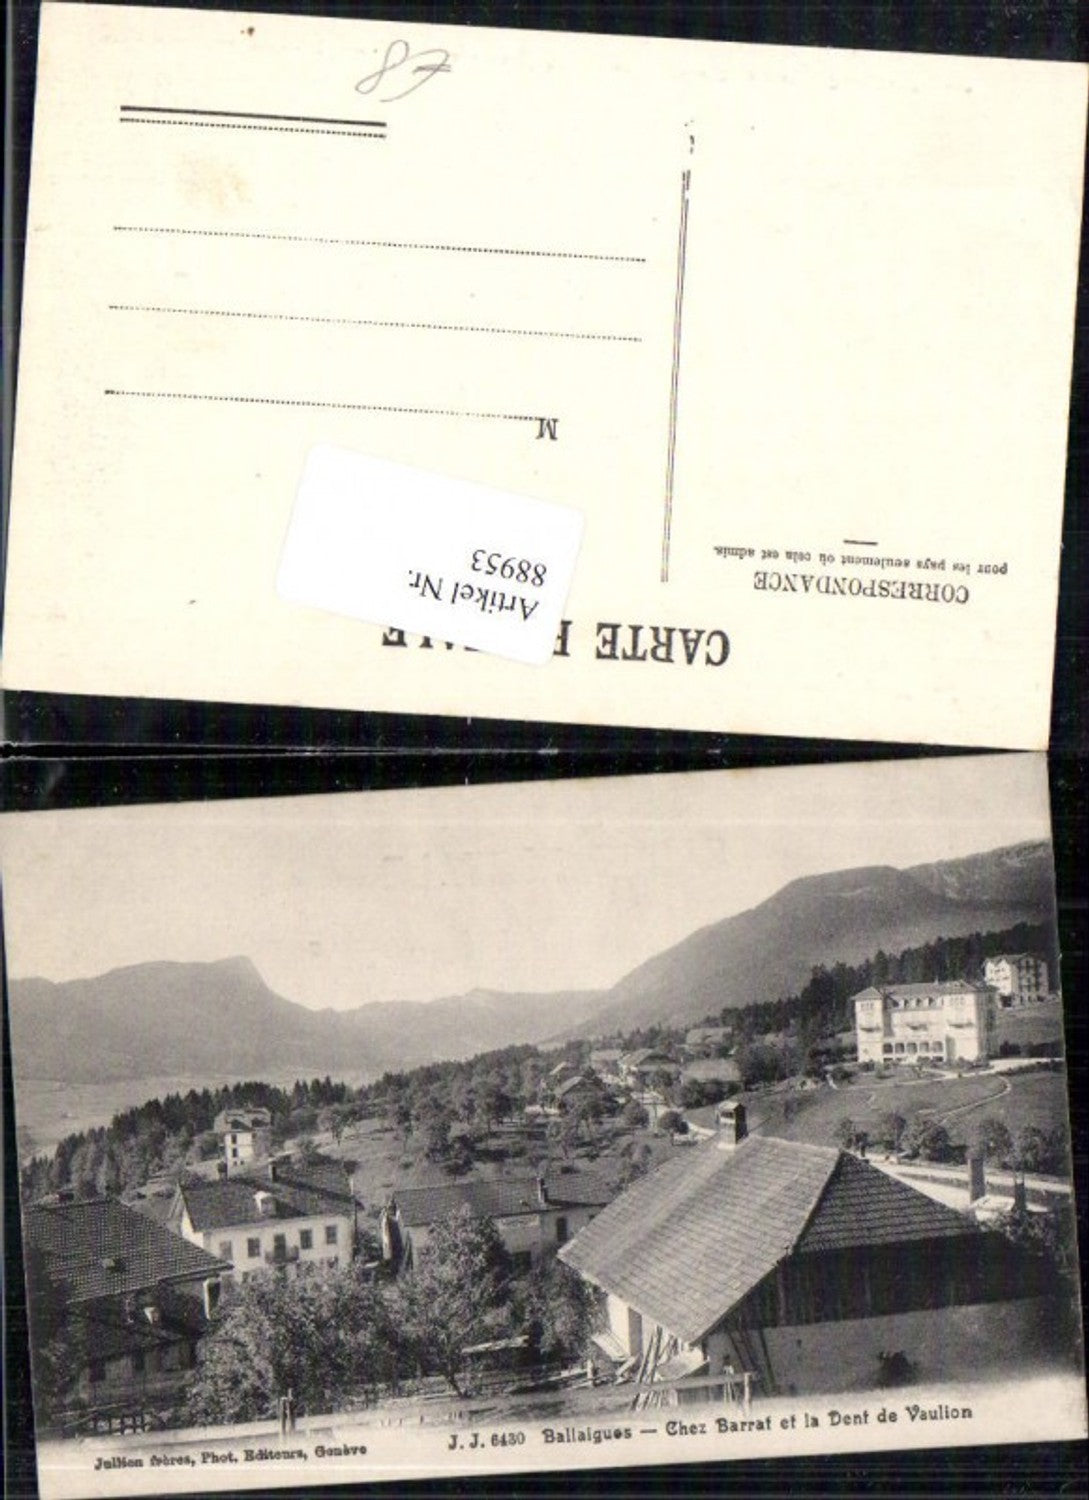 87
M
Artikel Nr.
88953
CARTE P ALE
CORRESPONDANCE
pour les pays seulement où cela est admis.
Jullien frères, Phot. Editeurs, Genève
J. J. 6430 Ballaigues — Chez Barrat et la Dent de Vaulion